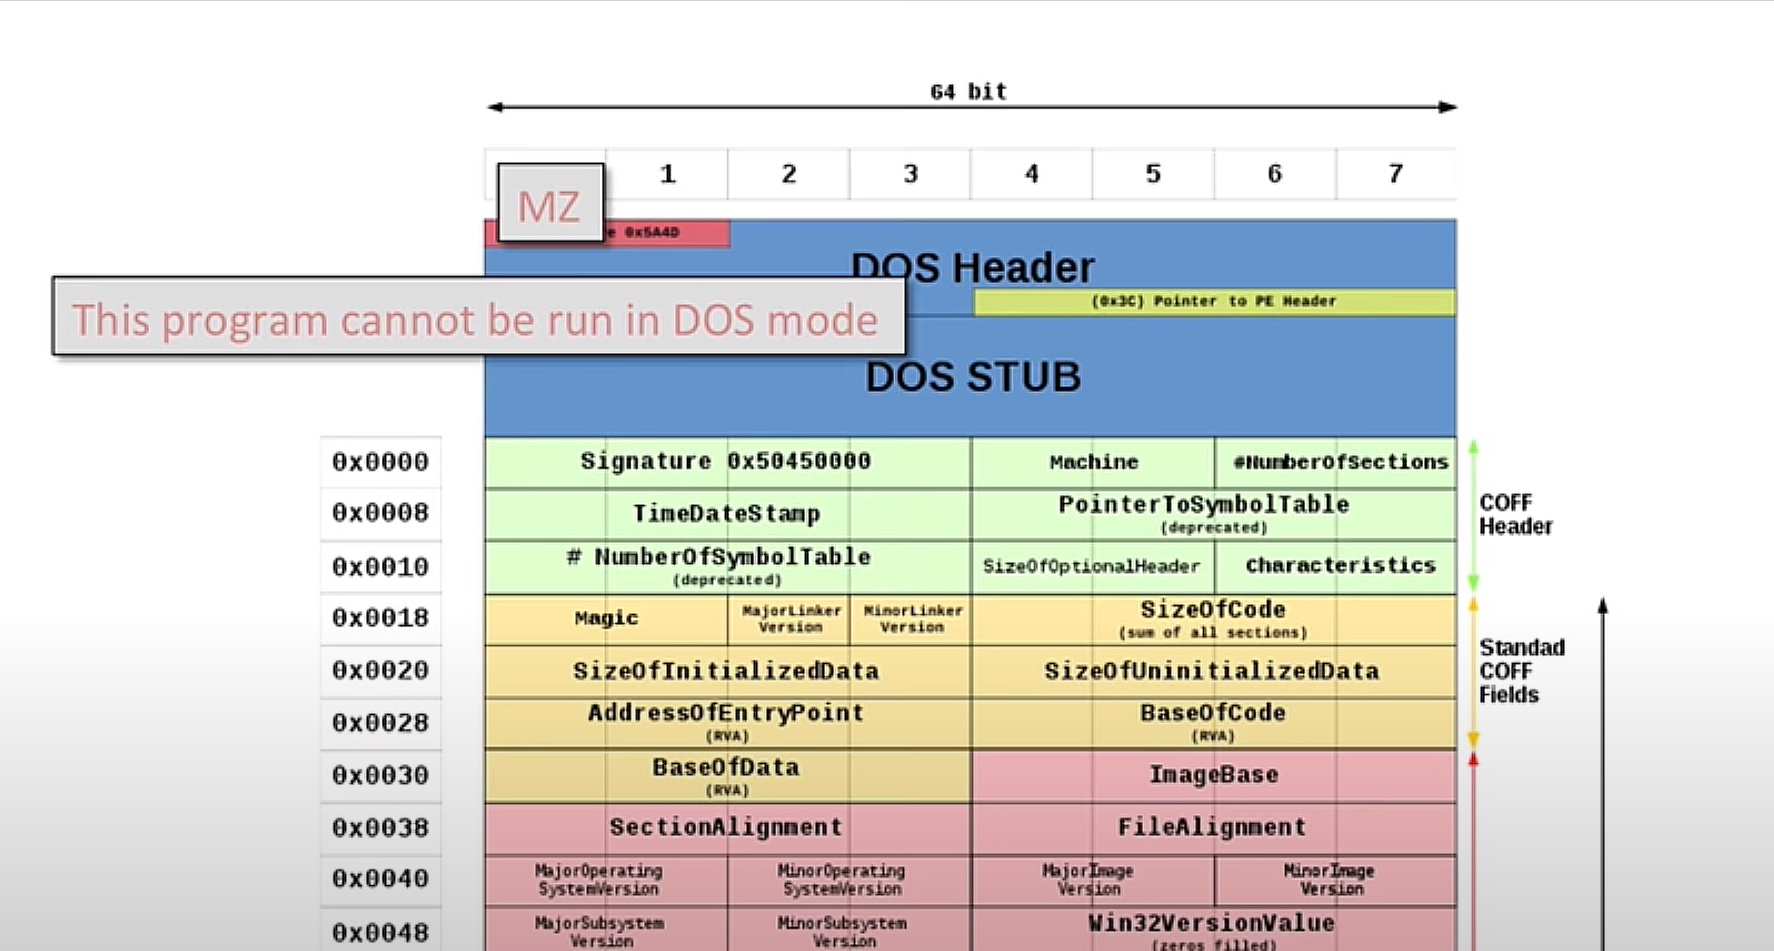 64 bit
1 2 3 4 5 6 7
MZ
e 0x5A4D
DOS Header
(0x3C) Pointer to PE Header
This program cannot be run in DOS mode
DOS STUB
0x0000 Signature 0x50450000 Machine #NumberOfSections
0x0008 TimeDateStamp PointerToSymbolTable
(deprecated)
COFF
Header
0x0010 # NumberOfSymbolTable SizeOfOptionalHeader Characteristics
(deprecated)
0x0018 Magic MajorLinker
Version MinorLinker
Version SizeOfCode
(sum of all sections)
0x0020 SizeOfInitializedData SizeOfUninitializedData
Standad
COFF
Fields
0x0028 AddressOfEntryPoint
(RVA) BaseOfCode
(RVA)
0x0030 BaseOfData
(RVA) ImageBase
0x0038 SectionAlignment FileAlignment
0x0040 MajorOperating
SystemVersion MinorOperating
SystemVersion MajorImage
Version MinorImage
Version
0x0048 MajorSubsystem
Version MinorSubsystem
Version Win32VersionValue
(zeros filled)